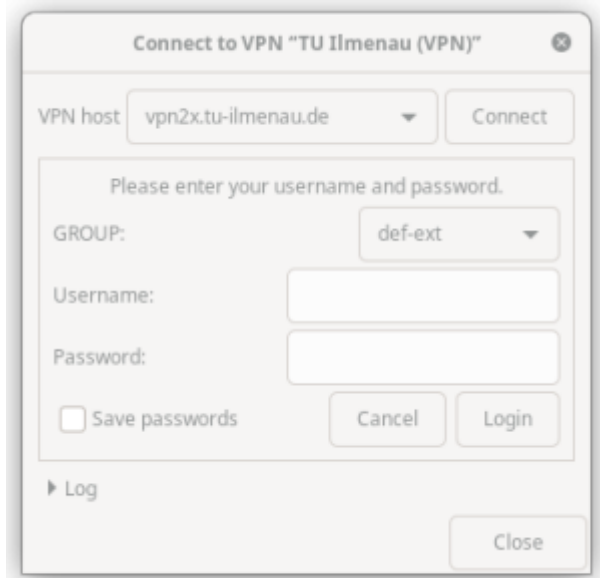 Connect to VPN “TU Ilmenau (VPN)”
VPN host vpn2x.tu-ilmenau.de Connect
Please enter your username and password.
GROUP: def-ext
Username:
Password:
Save passwords Cancel Login
Log
Close